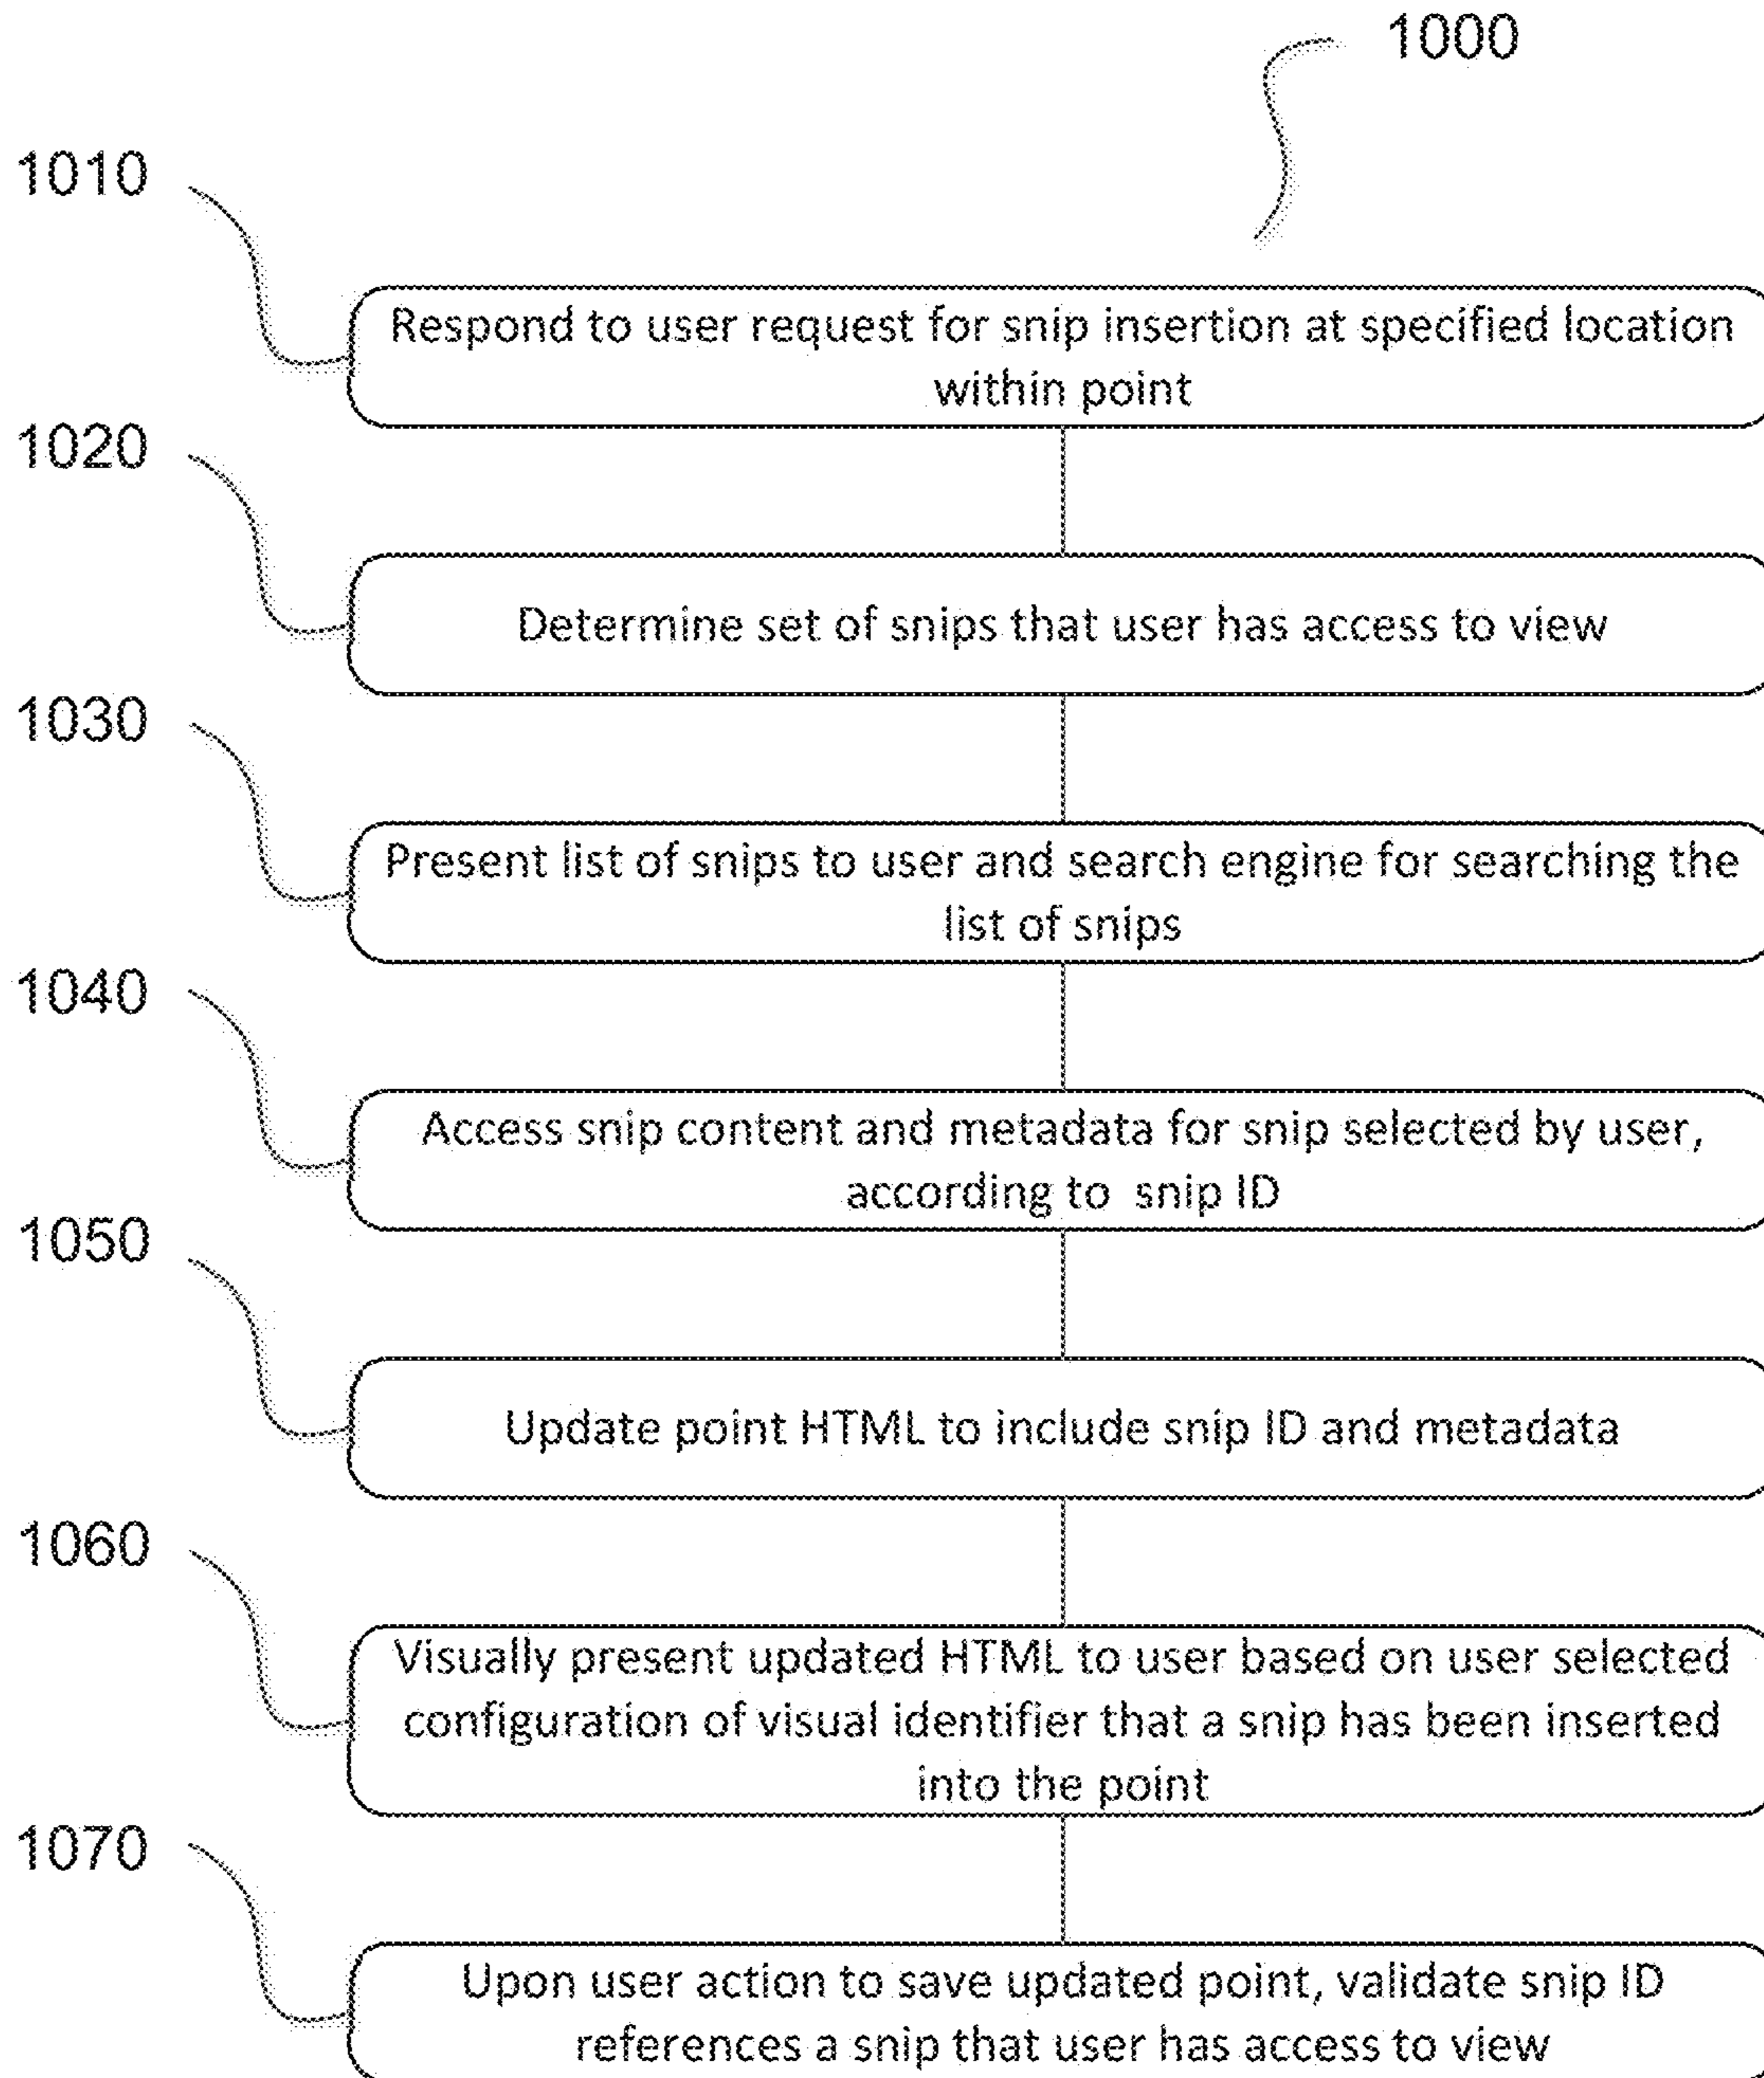 1000
1010
Respond to user request for snip insertion at specified location
within point
1020
Determine set of snips that user has access to view
1030
Present list of snips to user and search engine for searching the
list of snips
1040
Access snip content and metadata for snip selected by user,
according to snip ID
1050
Update point HTML to include snip ID and metadata
1060
Visually present updated HTML to user based on user selected
configuration of visual identifier that a snip has been inserted
into the point
1070
Upon user action to save updated point, validate snip ID
references a snip that user has access to view